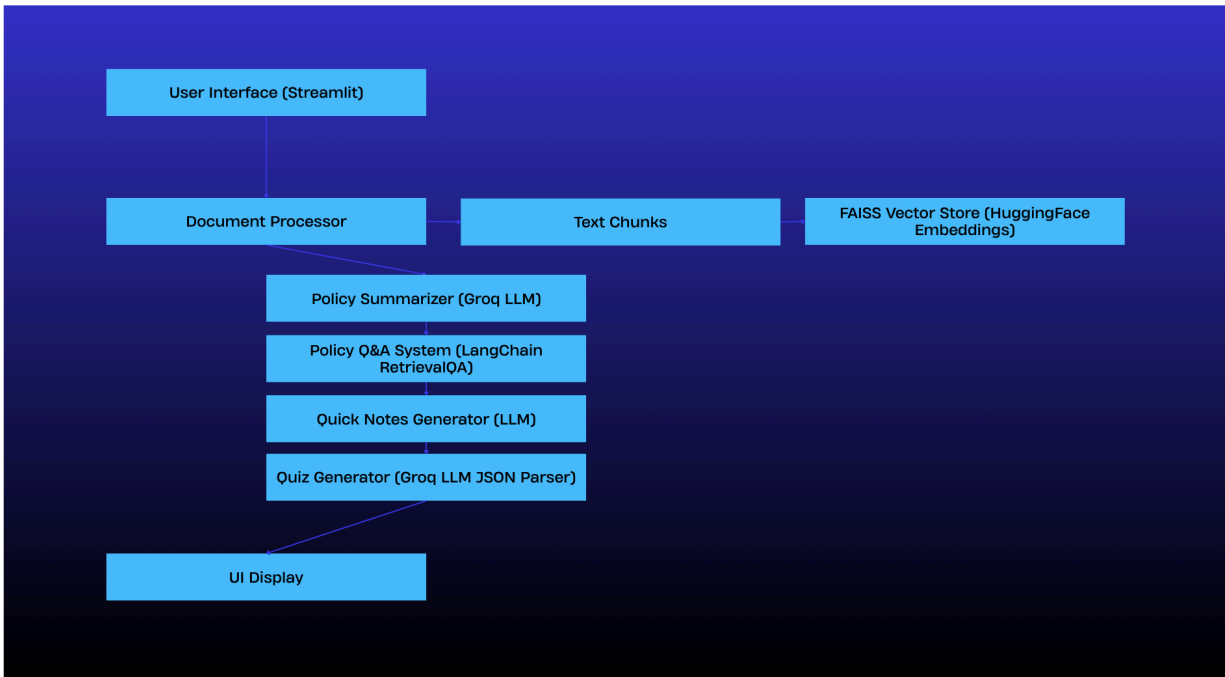 User Interface (Streamlit)
Document Processor
Text Chunks
FAISS Vector Store (HuggingFace
Embeddings)
Policy Summarizer (Groq LLM)
Policy Q&A System (LangChain
RetrievalQA)
Quick Notes Generator (LLM)
Quiz Generator (Groq LLM JSON Parser)
UI Display